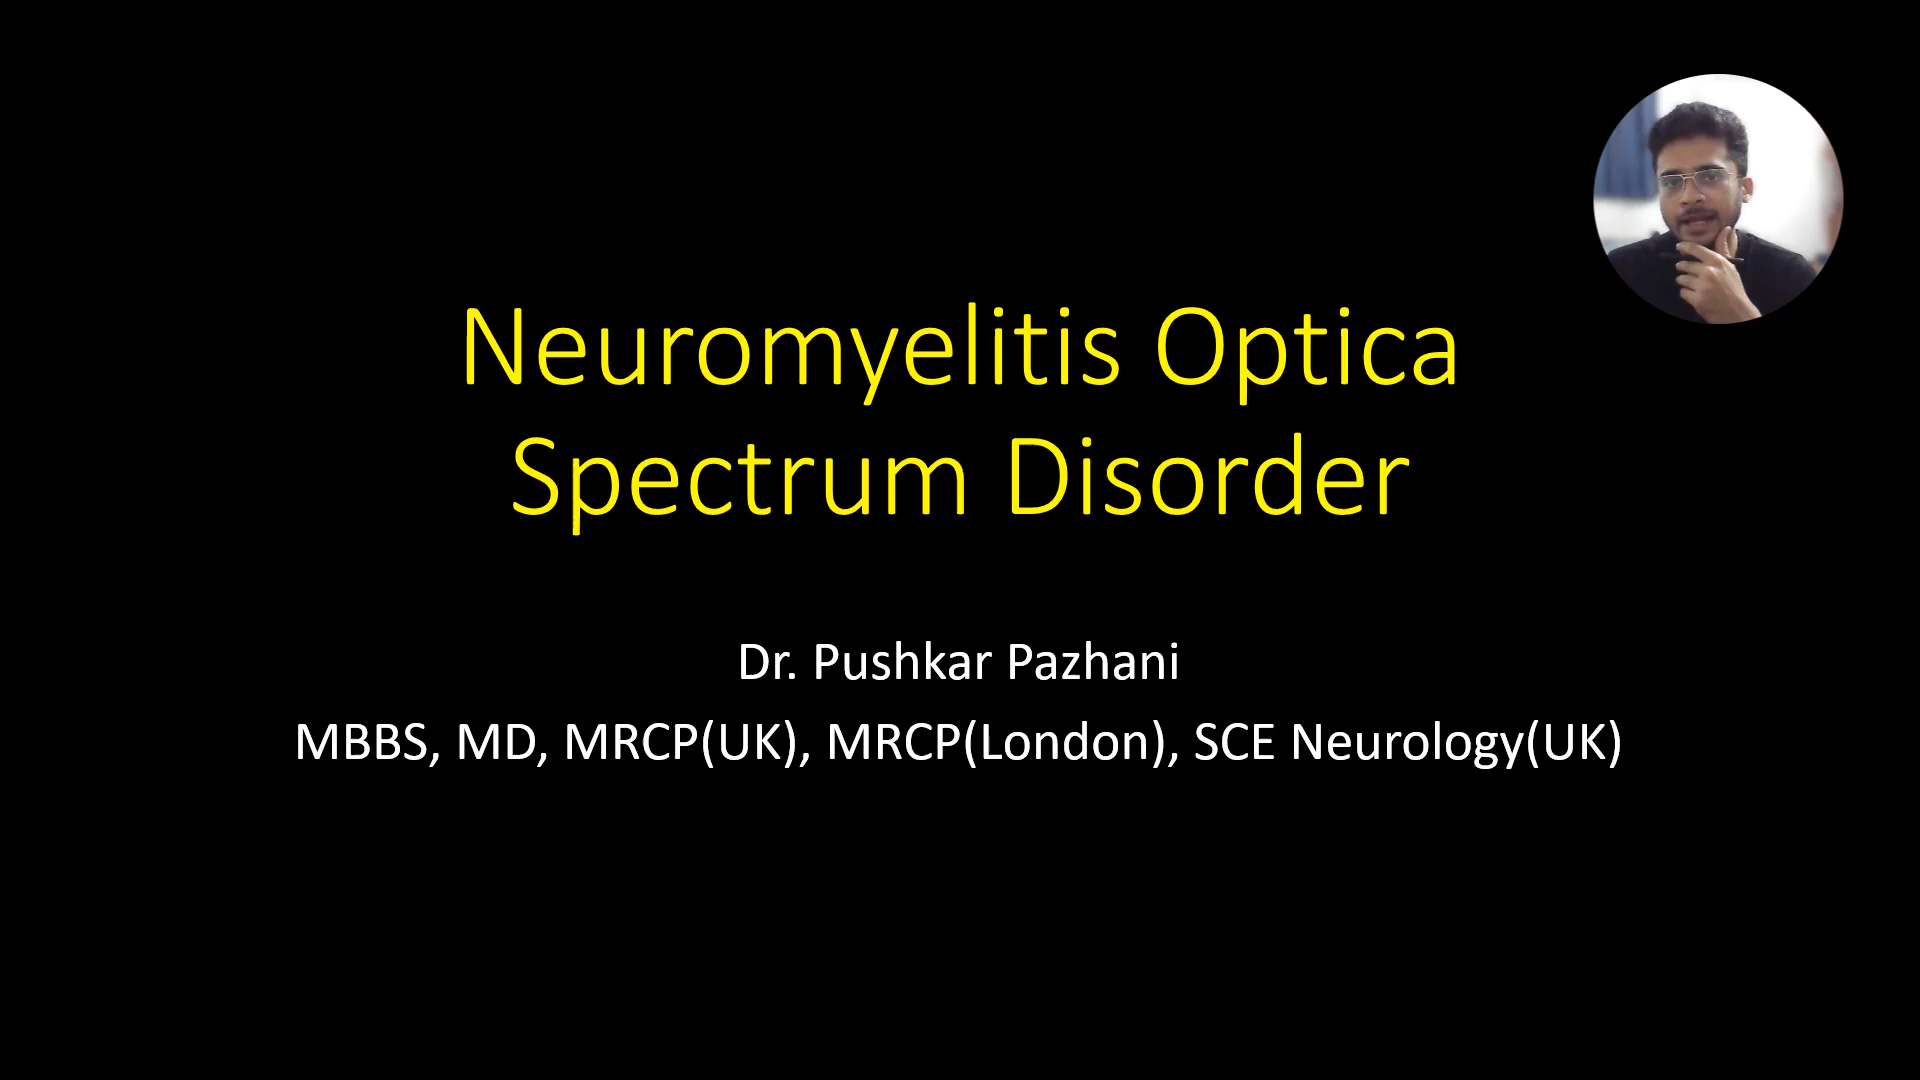 Neuromyelitis Optica
Spectrum Disorder
Dr. Pushkar Pazhani
MBBS, MD, MRCP(UK), MRCP(London), SCE Neurology(UK)